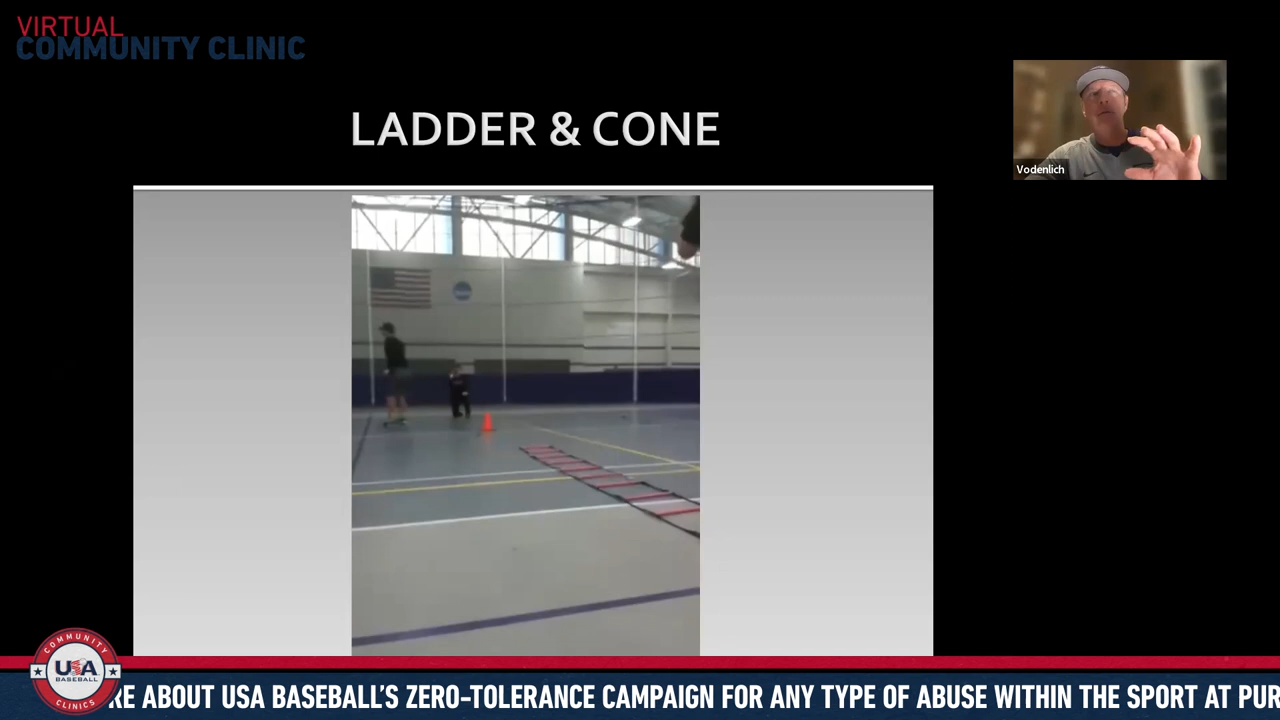 VIRTUAL
COMMUNITY CLINIC
LADDER & CONE
Vodenlich
COMMUNITY
USA
BASEBALL
CLINICS
RE ABOUT USA BASEBALL'S ZERO-TOLERANCE CAMPAIGN FOR ANY TYPE OF ABUSE WITHIN THE SPORT AT PUR